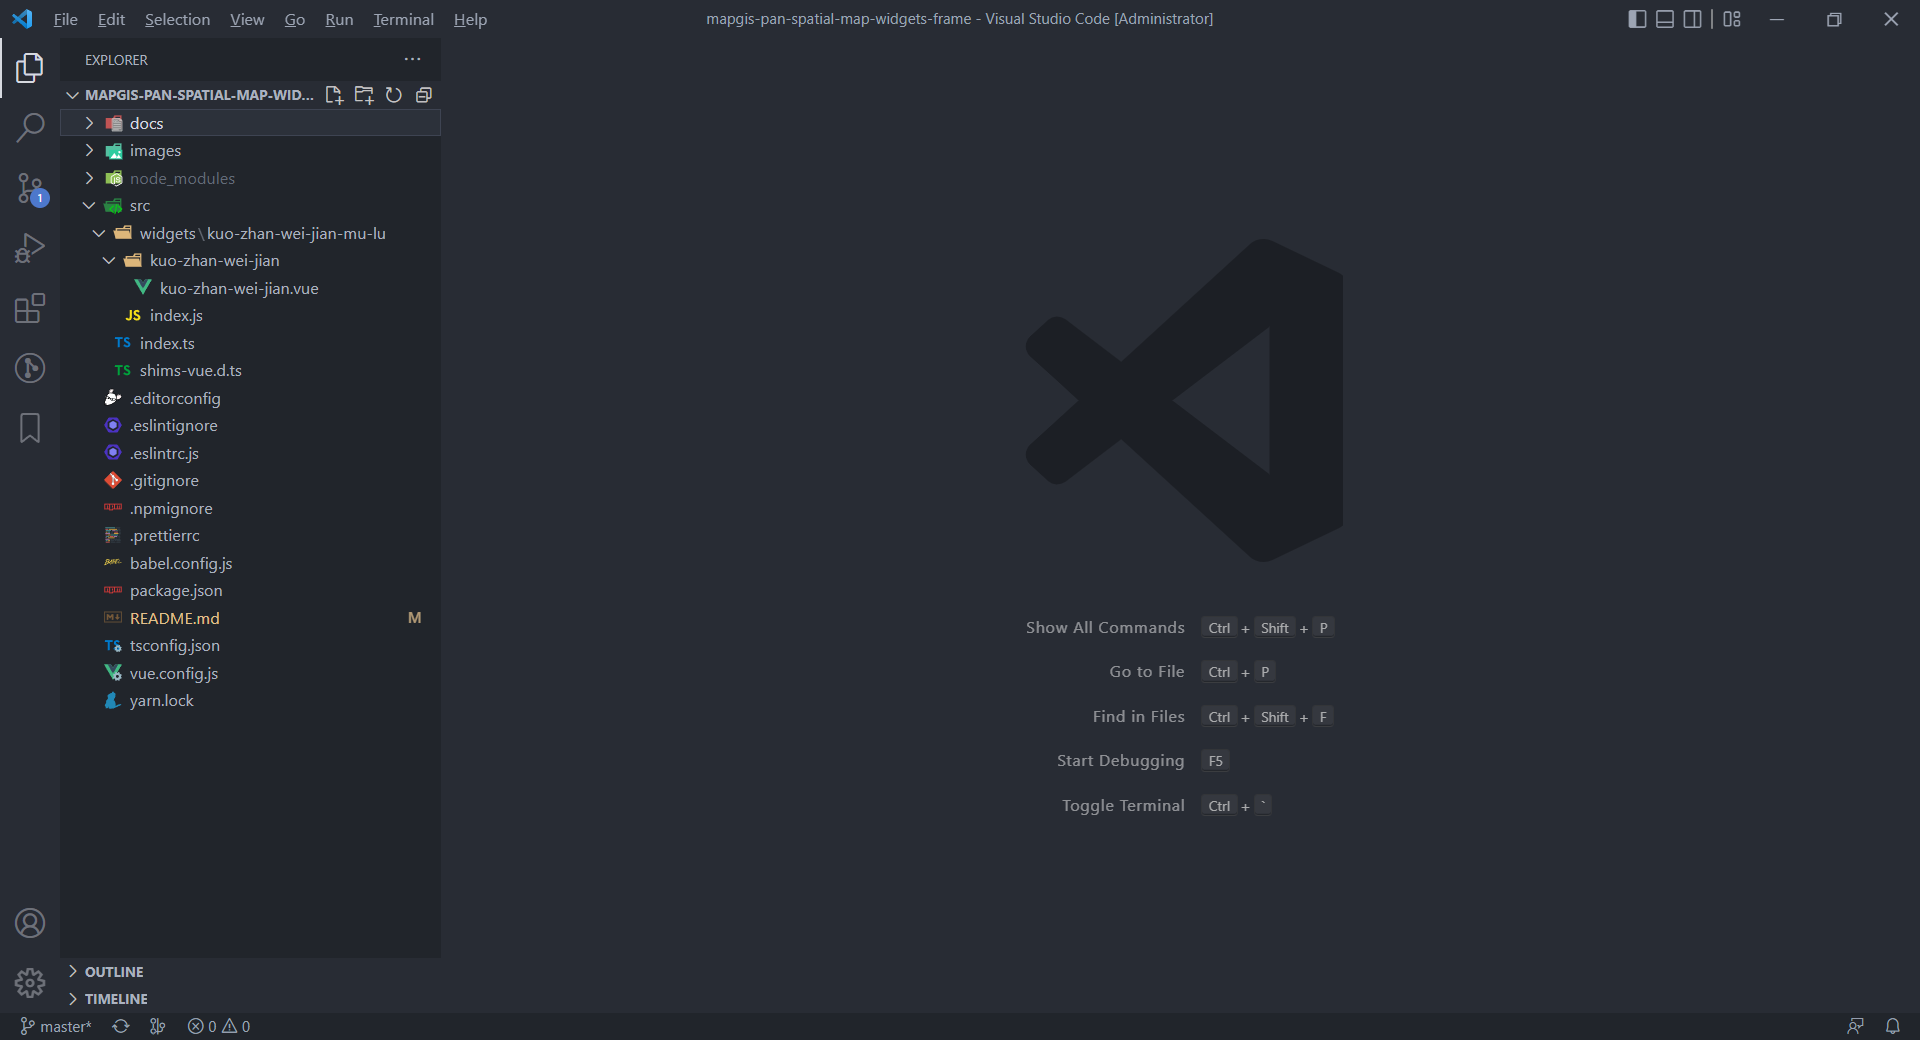 File Edit Selection View Go Run Terminal Help
mapgis-pan-spatial-map-widgets-frame - Visual Studio Code [Administrator]
EXPLORER
MAPGIS-PAN-SPATIAL-MAP-WID...
docs
images
node_modules
src
widgets\kuo-zhan-wei-jian-mu-lu
kuo-zhan-wei-jian
kuo-zhan-wei-jian.vue
JS index.js
TS index.ts
TS shims-vue.d.ts
.editorconfig
.eslintignore
.eslintrc.js
.gitignore
.npmignore
.prettierrc
babel.config.js
package.json
README.md M
TS tsconfig.json
vue.config.js
yarn.lock
1
Show All Commands Ctrl + Shift + P
Go to File Ctrl + P
Find in Files Ctrl + Shift + F
Start Debugging F5
Toggle Terminal Ctrl + `
OUTLINE
TIMELINE
master* 0 0